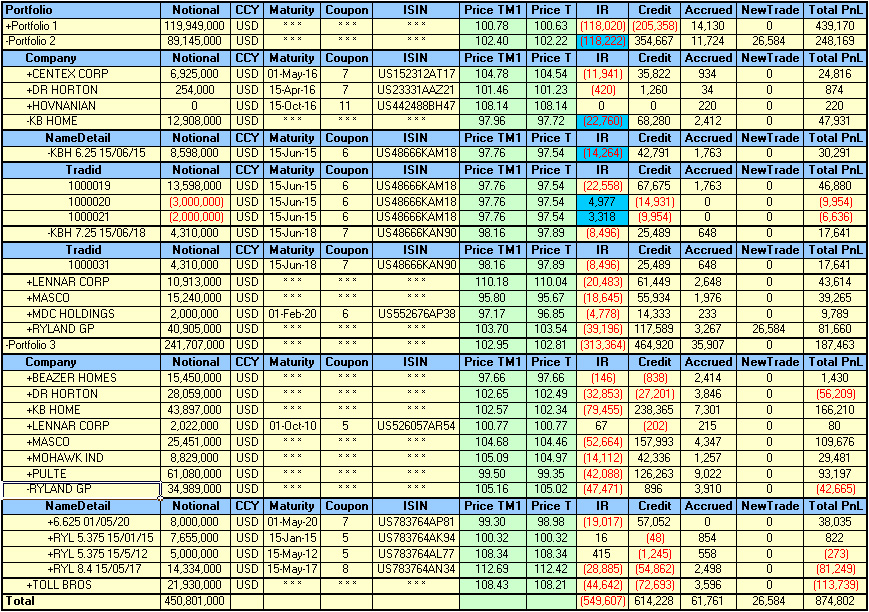 Portfolio Notional CCY Maturity Coupon ISIN Price TM1 Price T IR Credit Accrued NewTrade Total PnL
+Portfolio 1 119,949,000 USD *** *** *** 100.78 100.63 (118,020) (205,358) 14,130 0 439,170
-Portfolio 2 89,145,000 USD *** *** *** 102.40 102.22 (118,222) 354,667 11,724 26,584 248,169
Company Notional CCY Maturity Coupon ISIN Price TM1 Price T IR Credit Accrued NewTrade Total PnL
+CENTEX CORP 6,925,000 USD 01-May-16 7 US152312AT17 104.78 104.54 (11,941) 35,822 934 0 24,816
+DR HORTON 254,000 USD 15-Apr-16 7 US23331AAZ21 101.46 101.23 (420) 1,260 34 0 874
+HOVNANIAN 0 USD 15-Oct-16 11 US442488BH47 108.14 108.14 0 0 220 0 220
-KB HOME 12,908,000 USD *** *** *** 97.96 97.72 (22,760) 68,280 2,412 0 47,931
NameDetail Notional CCY Maturity Coupon ISIN Price TM1 Price T IR Credit Accrued NewTrade Total PnL
-KBH 6.25 15/06/15 8,598,000 USD 15-Jun-15 6 US48666KAM18 97.76 97.54 (14,264) 42,791 1,763 0 30,291
Tradid Notional CCY Maturity Coupon ISIN Price TM1 Price T IR Credit Accrued NewTrade Total PnL
1000019 13,598,000 USD 15-Jun-15 6 US48666KAM18 97.76 97.54 (22,558) 67,675 1,763 0 46,880
1000020 (3,000,000) USD 15-Jun-15 6 US48666KAM18 97.76 97.54 4,977 (14,931) 0 0 (9,954)
1000021 (2,000,000) USD 15-Jun-15 6 US48666KAM18 97.76 97.54 3,318 (9,954) 0 0 (6,636)
-KBH 7.25 15/06/18 4,310,000 USD 15-Jun-18 7 US48666KAN90 98.16 97.89 (8,496) 25,489 648 0 17,641
Tradid Notional CCY Maturity Coupon ISIN Price TM1 Price T IR Credit Accrued NewTrade Total PnL
1000031 4,310,000 USD 15-Jun-18 7 US48666KAN90 98.16 97.89 (8,496) 25,489 648 0 17,641
+LENNAR CORP 10,913,000 USD *** *** *** 110.18 110.04 (20,483) 61,449 2,648 0 43,614
+MASCO 15,240,000 USD *** *** *** 95.80 95.67 (18,645) 55,934 1,976 0 39,265
+MDC HOLDINGS 2,000,000 USD 01-Feb-20 6 US552676AP38 97.17 96.85 (4,778) 14,333 233 0 9,789
+RYLAND GP 40,905,000 USD *** *** *** 103.70 103.54 (39,196) 117,589 3,267 26,584 81,660
-Portfolio 3 241,707,000 USD *** *** *** 102.95 102.81 (313,364) 464,920 35,907 0 187,463
Company Notional CCY Maturity Coupon ISIN Price TM1 Price T IR Credit Accrued NewTrade Total PnL
+BEAZER HOMES 15,450,000 USD *** *** *** 97.66 97.66 (146) (838) 2,414 0 1,430
+DR HORTON 28,059,000 USD *** *** *** 102.65 102.49 (32,853) (27,201) 3,846 0 (56,209)
+KB HOME 43,897,000 USD *** *** *** 102.57 102.34 (79,455) 238,365 7,301 0 166,210
+LENNAR CORP 2,022,000 USD 01-Oct-10 5 US526057AR54 100.77 100.77 67 (202) 215 0 80
+MASCO 25,451,000 USD *** *** *** 104.68 104.46 (52,664) 157,993 4,347 0 109,676
+MOHAWK IND 8,829,000 USD *** *** *** 105.09 104.97 (14,112) 42,336 1,257 0 29,481
+PULTE 61,080,000 USD *** *** *** 99.50 99.35 (42,088) 126,263 9,022 0 93,197
-RYLAND GP 34,989,000 USD *** *** *** 105.16 105.02 (47,471) 896 3,910 0 (42,665)
NameDetail Notional CCY Maturity Coupon ISIN Price TM1 Price T IR Credit Accrued NewTrade Total PnL
+6.625 01/05/20 8,000,000 USD 01-May-20 7 US783764AP81 99.30 98.98 (19,017) 57,052 0 0 38,035
+RYL 5.375 15/01/15 7,655,000 USD 15-Jan-15 5 US783764AK94 100.32 100.32 16 (48) 854 0 822
+RYL 5.375 15/5/12 5,000,000 USD 15-May-12 5 US783764AL77 108.34 108.34 415 (1,245) 558 0 (273)
+RYL 8.4 15/05/17 14,334,000 USD 15-May-17 8 US783764AN34 112.69 112.42 (28,885) (54,862) 2,498 0 (81,249)
+TOLL BROS 21,930,000 USD *** *** *** 108.43 108.21 (44,642) (72,693) 3,596 0 (113,739)
Total 450,801,000 (549,607) 614,228 61,761 26,584 874,802